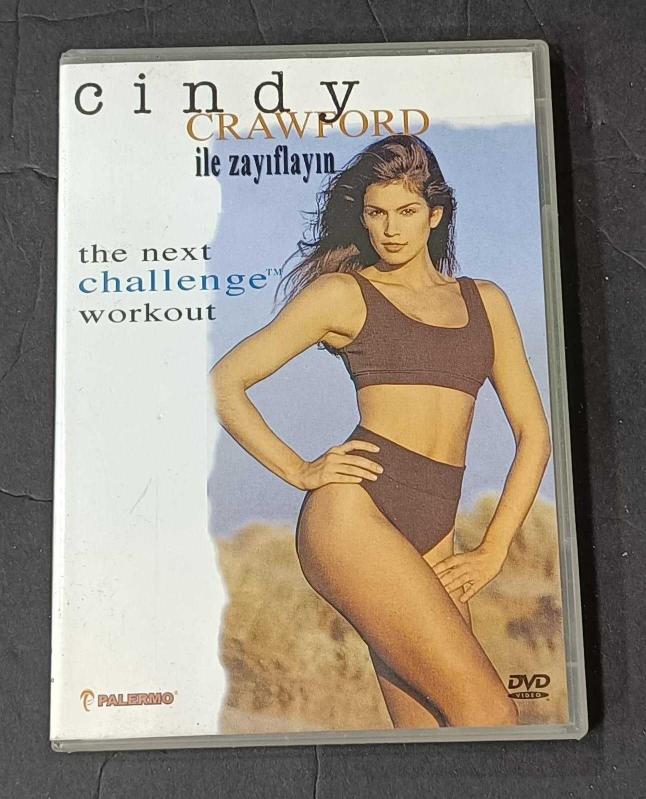 cindy
CRAWFORD
ile zayıflayın
the next
challenge™
workout
PALERMO®
DVD
VIDEO